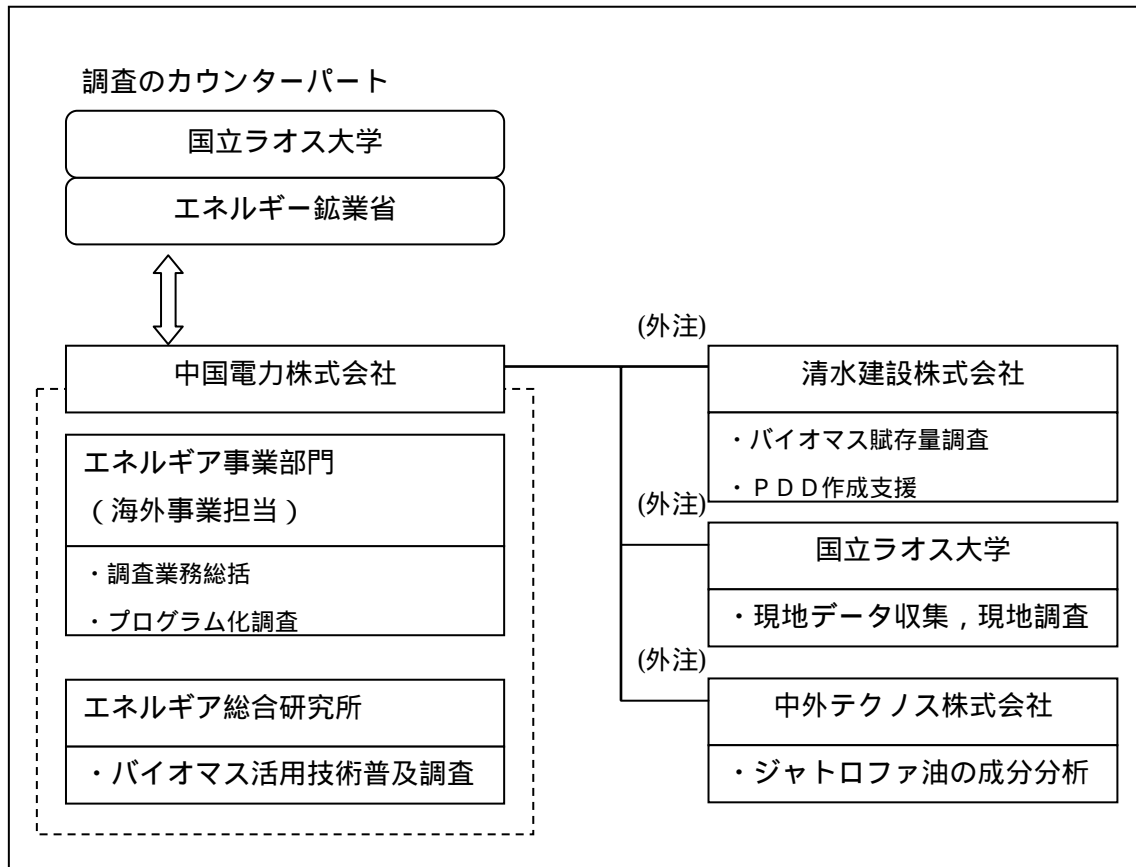 調査のカウンターパート
国立ラオス大学
エネルギー鉱業省
中国電力株式会社
エネルギア事業部門
（海外事業担当）
・調査業務総括
・プログラム化調査
エネルギア総合研究所
・バイオマス活用技術普及調査
(外注)
清水建設株式会社
・バイオマス賦存量調査
・ＰＤＤ作成支援
(外注)
国立ラオス大学
・現地データ収集，現地調査
(外注)
中外テクノス株式会社
・ジャトロファ油の成分分析